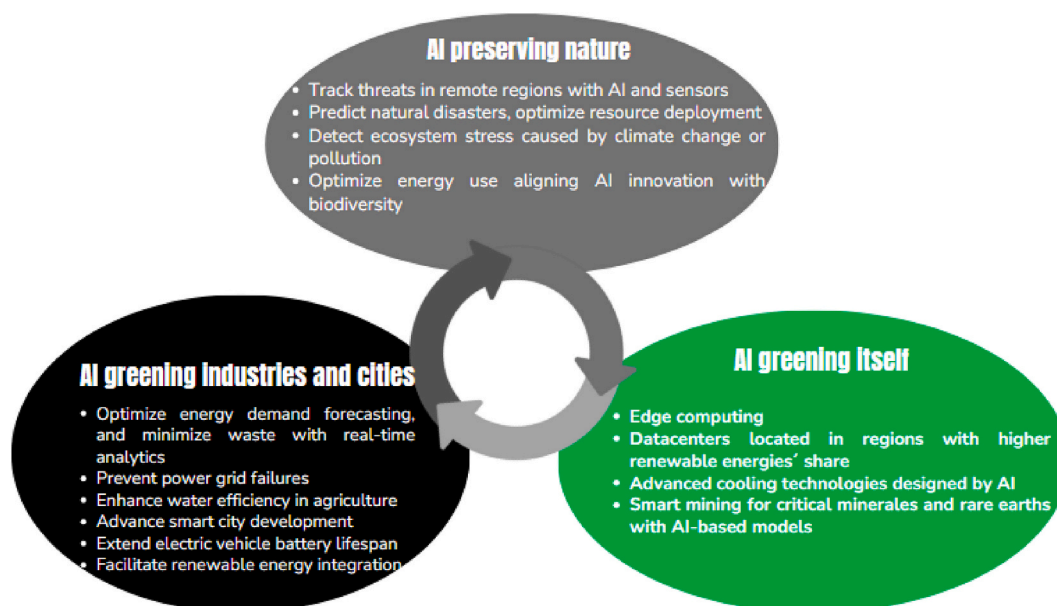 AI preserving nature
• Track threats in remote regions with AI and sensors
• Predict natural disasters, optimize resource deployment
• Detect ecosystem stress caused by climate change or
pollution
• Optimize energy use aligning AI innovation with
biodiversity
AI greening industries and cities
• Optimize energy demand forecasting,
and minimize waste with real-time
analytics
• Prevent power grid failures
• Enhance water efficiency in agriculture
• Advance smart city development
• Extend electric vehicle battery lifespan
• Facilitate renewable energy integration
AI greening itself
• Edge computing
• Datacenters located in regions with higher
renewable energies´ share
• Advanced cooling technologies designed by AI
• Smart mining for critical minerales and rare earths
with AI-based models